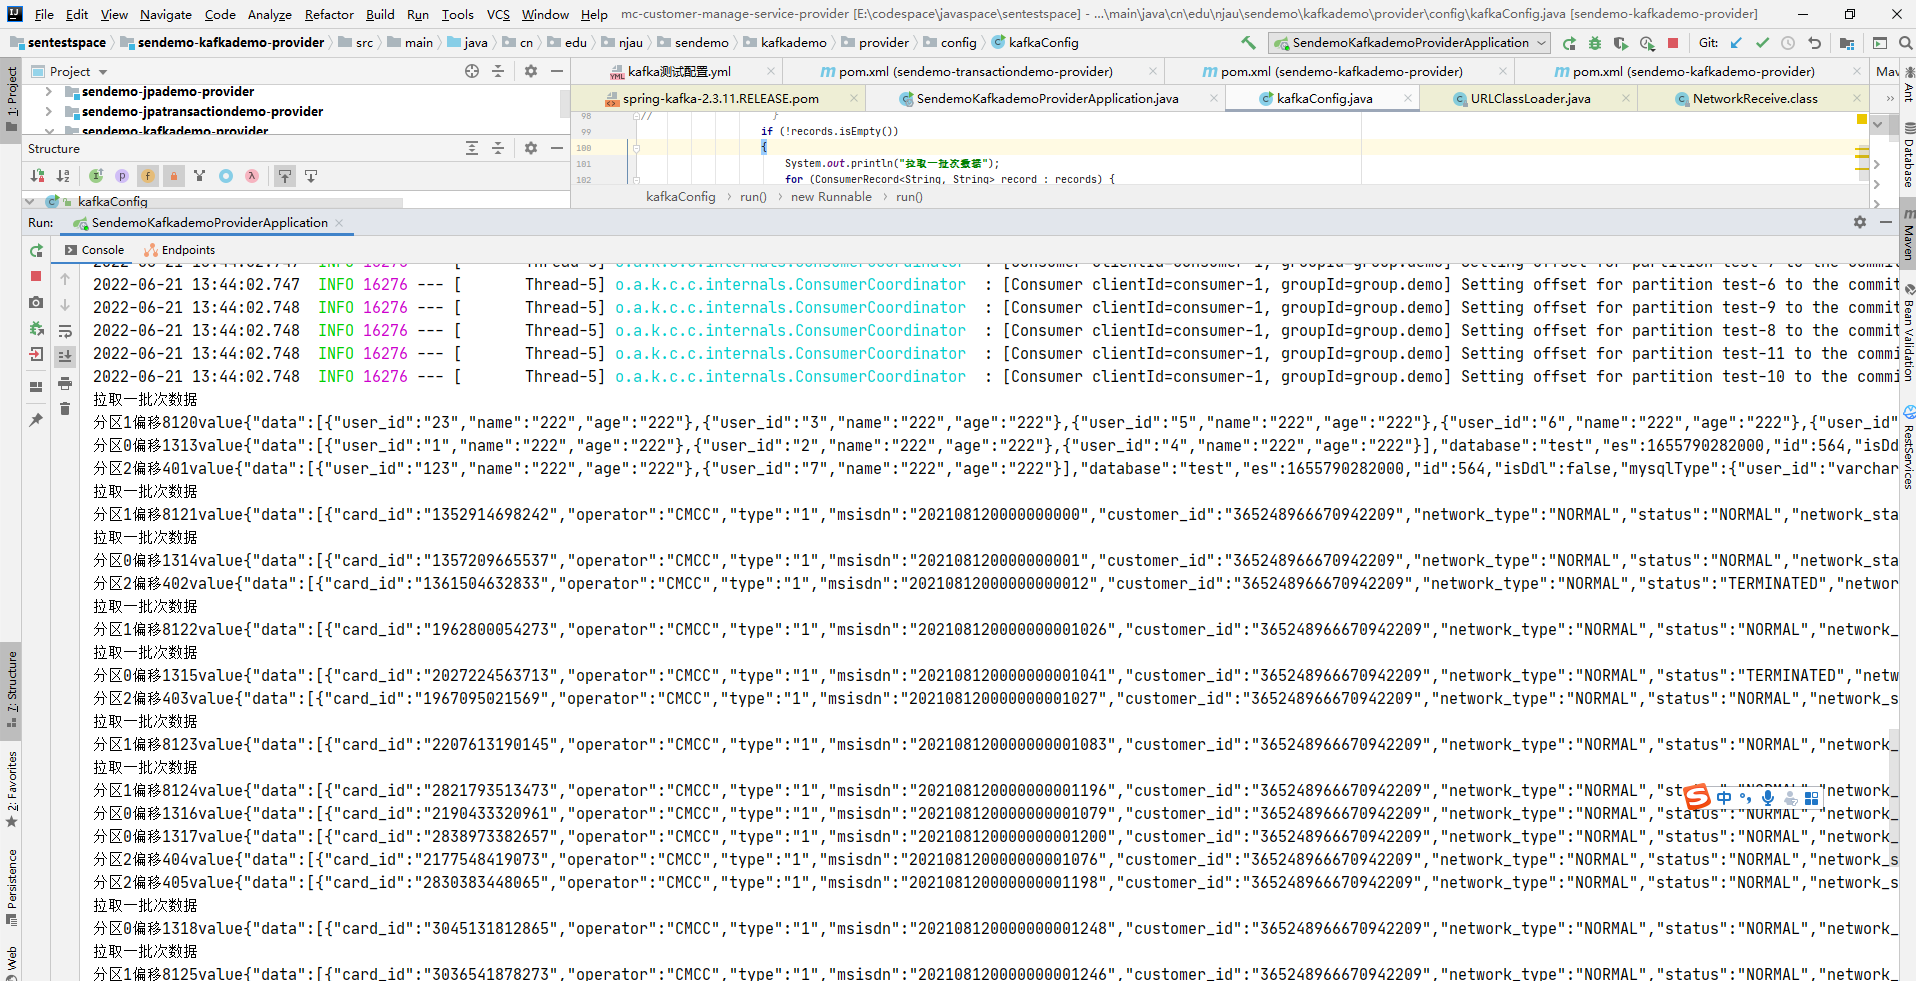 File Edit View Navigate Code Analyze Refactor Build Run Tools VCS Window Help mc-customer-manage-service-provider [E:\codespace\javaspace\sentestspace] - ...\main\java\cn\edu\njau\sendemo\kafkademo\provider\config\kafkaConfig.java [sendemo-kafkademo-provider]
sentestspace sendemo-kafkademo-provider src main java cn edu njau sendemo kafkademo provider config kafkaConfig SendemoKafkademoProviderApplication Git:
1: Project
Project
kafka测试配置.yml pom.xml (sendemo-transactiondemo-provider) pom.xml (sendemo-kafkademo-provider) pom.xml (sendemo-kafkademo-provider) Mav
sendemo-jpademo-provider
sendemo-jpatransactiondemo-provider
sendemo-kafkademo-provider
spring-kafka-2.3.11.RELEASE.pom SendemoKafkademoProviderApplication.java kafkaConfig.java URLClassLoader.java NetworkReceive.class
Structure
kafkaConfig
98 // }
99 if (!records.isEmpty())
100 {
101 System.out.println("拉取一批次数据");
102 for (ConsumerRecord<String, String> record : records) {
kafkaConfig run() new Runnable run()
Run: SendemoKafkademoProviderApplication
Console Endpoints
2022-06-21 13:44:02.747 INFO 16276 --- [ Thread-5] o.a.k.c.c.internals.ConsumerCoordinator : [Consumer clientId=consumer-1, groupId=group.demo] Setting offset for partition test-7 to the commit
2022-06-21 13:44:02.747 INFO 16276 --- [ Thread-5] o.a.k.c.c.internals.ConsumerCoordinator : [Consumer clientId=consumer-1, groupId=group.demo] Setting offset for partition test-6 to the commit
2022-06-21 13:44:02.748 INFO 16276 --- [ Thread-5] o.a.k.c.c.internals.ConsumerCoordinator : [Consumer clientId=consumer-1, groupId=group.demo] Setting offset for partition test-9 to the commit
2022-06-21 13:44:02.748 INFO 16276 --- [ Thread-5] o.a.k.c.c.internals.ConsumerCoordinator : [Consumer clientId=consumer-1, groupId=group.demo] Setting offset for partition test-8 to the commit
2022-06-21 13:44:02.748 INFO 16276 --- [ Thread-5] o.a.k.c.c.internals.ConsumerCoordinator : [Consumer clientId=consumer-1, groupId=group.demo] Setting offset for partition test-11 to the commi
2022-06-21 13:44:02.748 INFO 16276 --- [ Thread-5] o.a.k.c.c.internals.ConsumerCoordinator : [Consumer clientId=consumer-1, groupId=group.demo] Setting offset for partition test-10 to the commi
拉取一批次数据
分区1偏移8120value{"data":[{"user_id":"23","name":"222","age":"222"},{"user_id":"3","name":"222","age":"222"},{"user_id":"5","name":"222","age":"222"},{"user_id":"6","name":"222","age":"222"},{"user_id"
分区0偏移1313value{"data":[{"user_id":"1","name":"222","age":"222"},{"user_id":"2","name":"222","age":"222"},{"user_id":"4","name":"222","age":"222"}],"database":"test","es":1655790282000,"id":564,"isDd
分区2偏移401value{"data":[{"user_id":"123","name":"222","age":"222"},{"user_id":"7","name":"222","age":"222"}],"database":"test","es":1655790282000,"id":564,"isDdl":false,"mysqlType":{"user_id":"varchar
拉取一批次数据
分区1偏移8121value{"data":[{"card_id":"1352914698242","operator":"CMCC","type":"1","msisdn":"202108120000000000","customer_id":"365248966670942209","network_type":"NORMAL","status":"NORMAL","network_sta
拉取一批次数据
分区0偏移1314value{"data":[{"card_id":"1357209665537","operator":"CMCC","type":"1","msisdn":"202108120000000001","customer_id":"365248966670942209","network_type":"NORMAL","status":"NORMAL","network_sta
分区2偏移402value{"data":[{"card_id":"1361504632833","operator":"CMCC","type":"1","msisdn":"2021081200000000012","customer_id":"365248966670942209","network_type":"NORMAL","status":"TERMINATED","networ
拉取一批次数据
分区1偏移8122value{"data":[{"card_id":"1962800054273","operator":"CMCC","type":"1","msisdn":"202108120000000001026","customer_id":"365248966670942209","network_type":"NORMAL","status":"NORMAL","network_
拉取一批次数据
分区0偏移1315value{"data":[{"card_id":"2027224563713","operator":"CMCC","type":"1","msisdn":"202108120000000001041","customer_id":"365248966670942209","network_type":"NORMAL","status":"TERMINATED","netw
分区2偏移403value{"data":[{"card_id":"1967095021569","operator":"CMCC","type":"1","msisdn":"202108120000000001027","customer_id":"365248966670942209","network_type":"NORMAL","status":"NORMAL","network_s
拉取一批次数据
分区1偏移8123value{"data":[{"card_id":"2207613190145","operator":"CMCC","type":"1","msisdn":"202108120000000001083","customer_id":"365248966670942209","network_type":"NORMAL","status":"NORMAL","network_
拉取一批次数据
分区1偏移8124value{"data":[{"card_id":"2821793513473","operator":"CMCC","type":"1","msisdn":"202108120000000001196","customer_id":"365248966670942209","network_type":"NORMAL","status":"NORMAL","network_
分区0偏移1316value{"data":[{"card_id":"2190433320961","operator":"CMCC","type":"1","msisdn":"202108120000000001079","customer_id":"365248966670942209","network_type":"NORMAL","status":"NORMAL","network_
分区0偏移1317value{"data":[{"card_id":"2838973382657","operator":"CMCC","type":"1","msisdn":"202108120000000001200","customer_id":"365248966670942209","network_type":"NORMAL","status":"NORMAL","network_
分区2偏移404value{"data":[{"card_id":"2177548419073","operator":"CMCC","type":"1","msisdn":"202108120000000001076","customer_id":"365248966670942209","network_type":"NORMAL","status":"NORMAL","network_s
分区2偏移405value{"data":[{"card_id":"2830383448065","operator":"CMCC","type":"1","msisdn":"202108120000000001198","customer_id":"365248966670942209","network_type":"NORMAL","status":"NORMAL","network_s
拉取一批次数据
分区0偏移1318value{"data":[{"card_id":"3045131812865","operator":"CMCC","type":"1","msisdn":"202108120000000001248","customer_id":"365248966670942209","network_type":"NORMAL","status":"NORMAL","network_
拉取一批次数据
分区1偏移8125value{"data":[{"card_id":"3036541878273","operator":"CMCC","type":"1","msisdn":"202108120000000001246","customer_id":"365248966670942209","network_type":"NORMAL","status":"NORMAL","network_
7: Structure
2: Favorites
Persistence
Web
Ant
Database
Maven
Bean Validation
RestServices
中